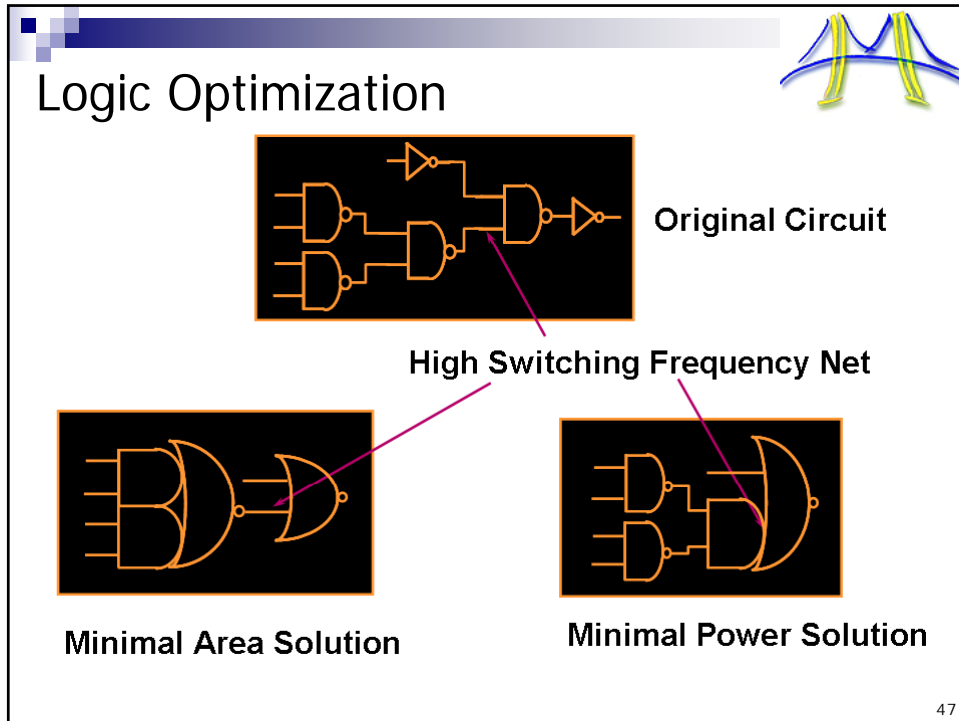 Logic Optimization
Original Circuit
High Switching Frequency Net
Minimal Area Solution
Minimal Power Solution
47